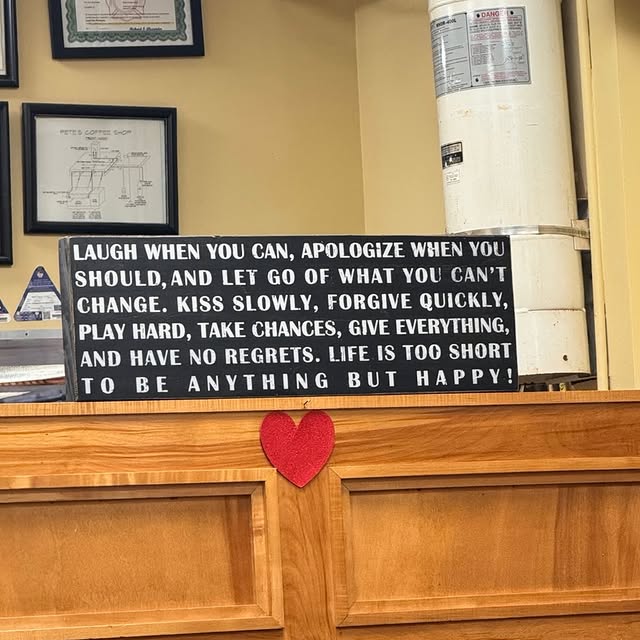 PETE'S COFFEE SHOP
DANGER
LAUGH WHEN YOU CAN, APOLOGIZE WHEN YOU
SHOULD, AND LET GO OF WHAT YOU CAN'T
CHANGE. KISS SLOWLY, FORGIVE QUICKLY,
PLAY HARD, TAKE CHANCES, GIVE EVERYTHING,
AND HAVE NO REGRETS. LIFE IS TOO SHORT
TO BE ANYTHING BUT HAPPY!